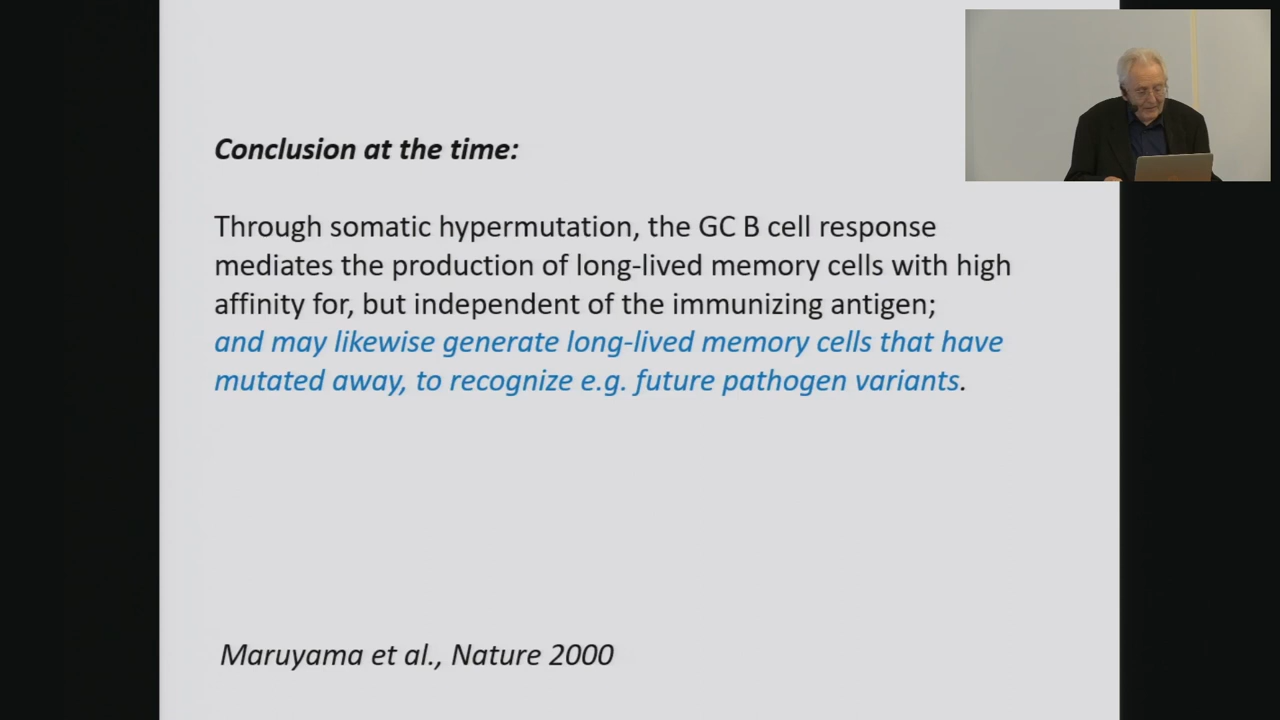 Conclusion at the time:
Through somatic hypermutation, the GC B cell response
mediates the production of long-lived memory cells with high
affinity for, but independent of the immunizing antigen;
and may likewise generate long-lived memory cells that have
mutated away, to recognize e.g. future pathogen variants.
Maruyama et al., Nature 2000